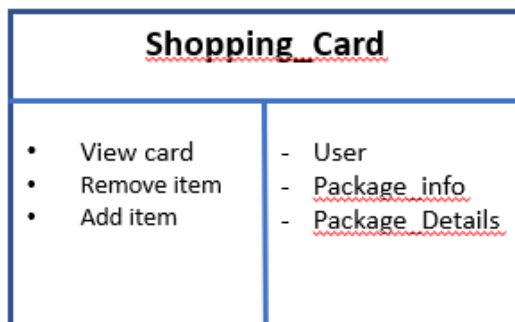 Shopping_Card
• View card
• Remove item
• Add item
- User
- Package_info
- Package_Details